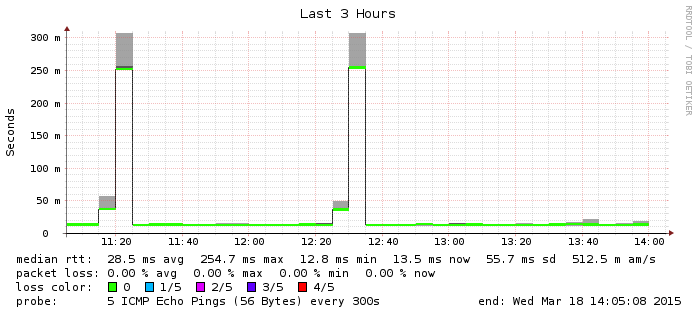 Last 3 Hours
RRDTOOL / TOBI OETIKER
Seconds
300 m
250 m
200 m
150 m
100 m
50 m
0
11:20 11:40 12:00 12:20 12:40 13:00 13:20 13:40 14:00
median rtt: 28.5 ms avg 254.7 ms max 12.8 ms min 13.5 ms now 55.7 ms sd 512.5 m am/s
packet loss: 0.00 % avg 0.00 % max 0.00 % min 0.00 % now
loss color: 0 1/5 2/5 3/5 4/5
probe: 5 ICMP Echo Pings (56 Bytes) every 300s end: Wed Mar 18 14:05:08 2015